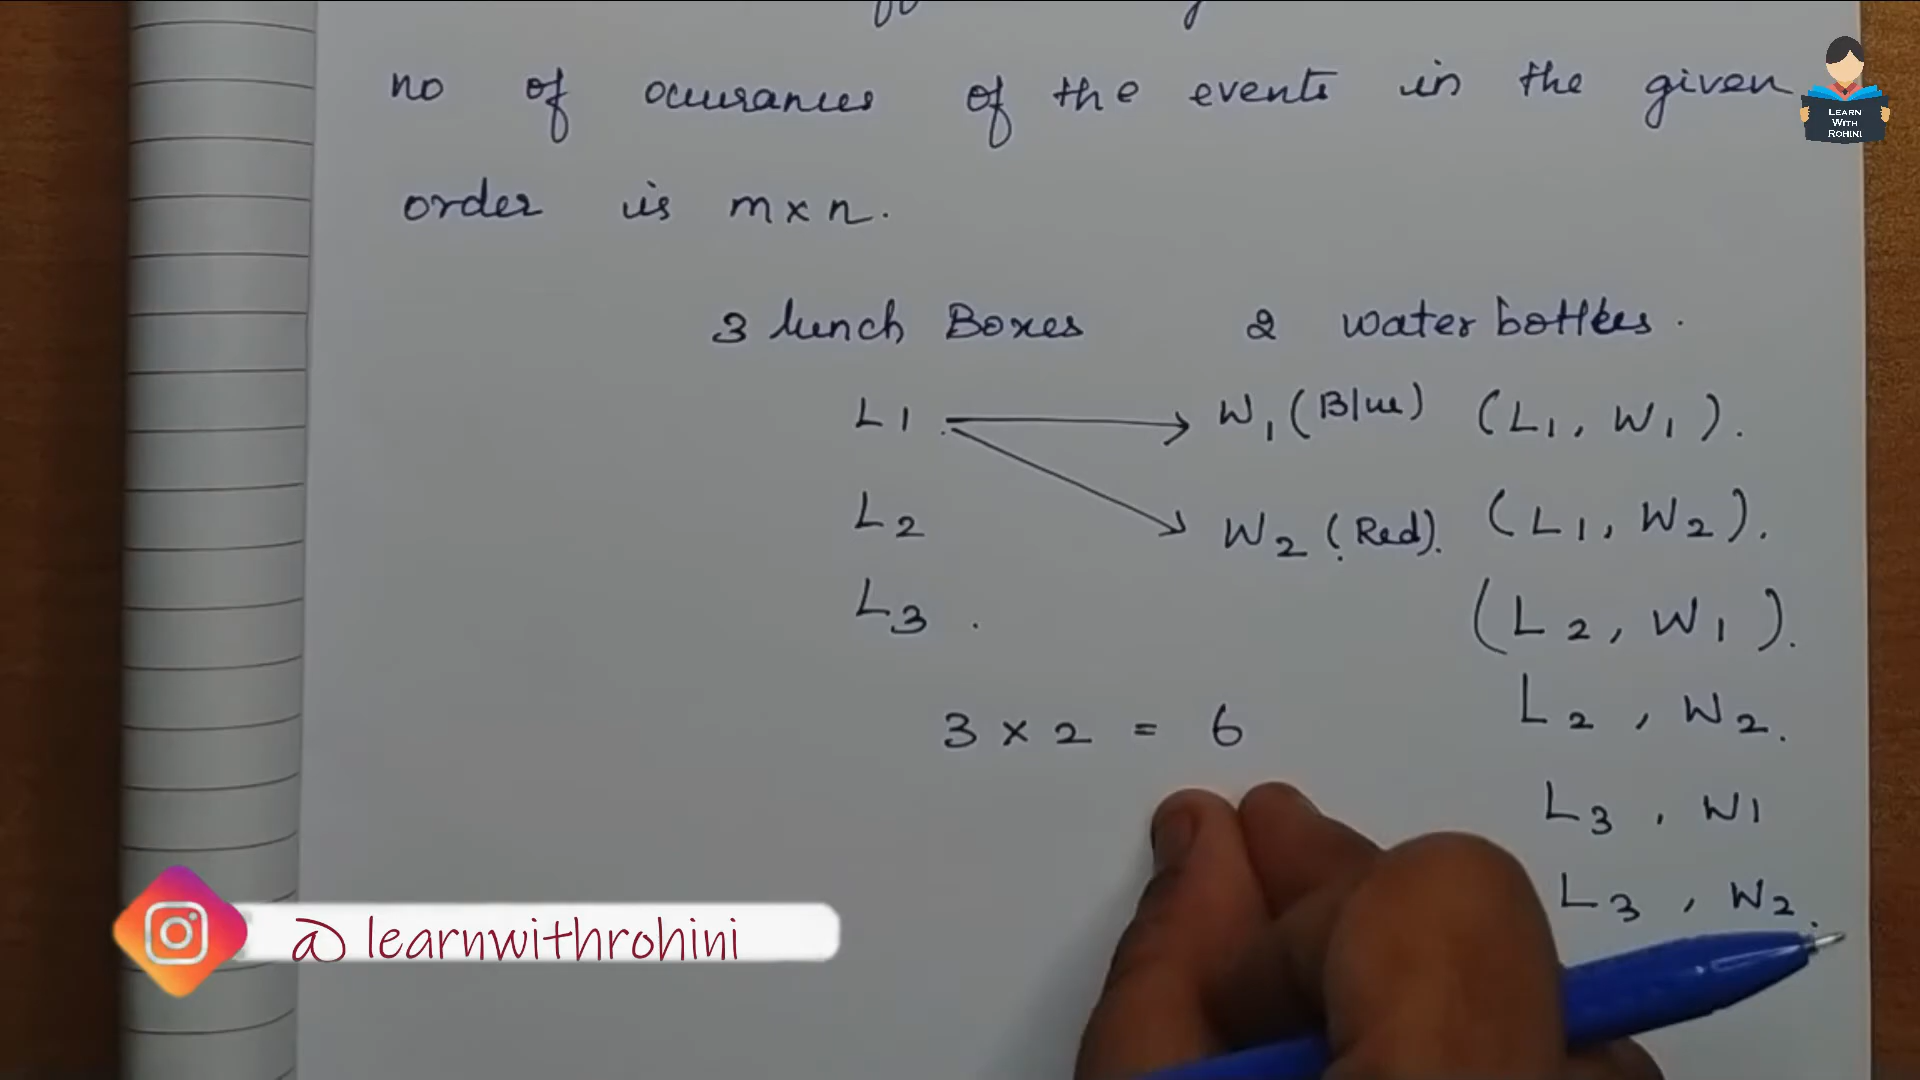 no of occurances of the events in the given
order is m x n.
3 lunch Boxes 2 water bottles.
L1 W1 (Blue) (L1, W1).
L2 W2 (Red). (L1, W2).
L3. (L2, W1).
L2, W2.
3 x 2 = 6
L3, W1
L3, W2.
LEARN
WITH
ROHINI
@learnwithrohini